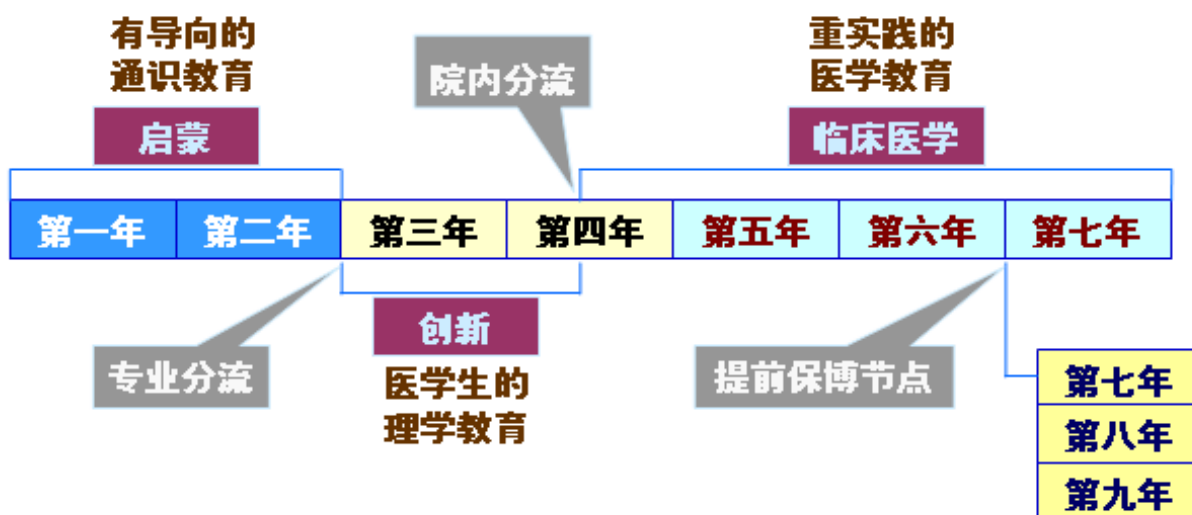 有导向的
通识教育
启蒙
院内分流
重实践的
医学教育
临床医学
第一年 第二年 第三年 第四年 第五年 第六年 第七年
专业分流
创新
医学生的
理学教育
提前保博节点
第七年
第八年
第九年